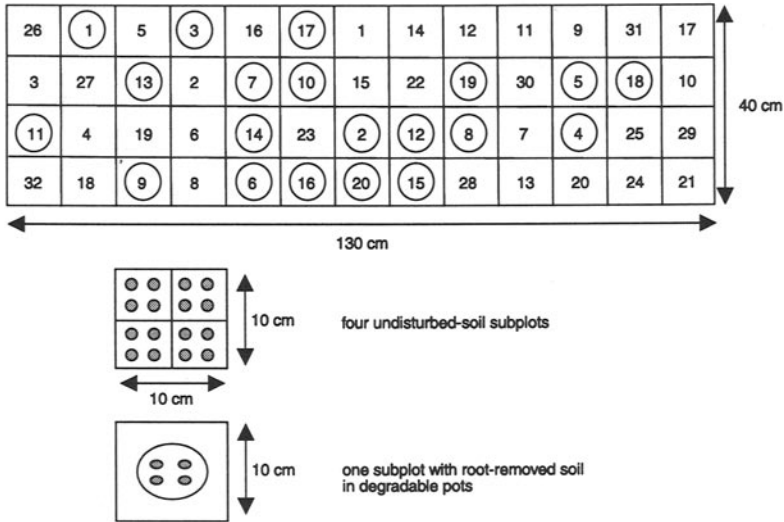 26 1 5 3 16 17 1 14 12 11 9 31 17
3 27 13 2 7 10 15 22 19 30 5 18 10
11 4 19 6 14 23 2 12 8 7 4 25 29
32 18 9 8 6 16 20 15 28 13 20 24 21
40 cm
130 cm
10 cm
four undisturbed-soil subplots
10 cm
10 cm
one subplot with root-removed soil
in degradable pots